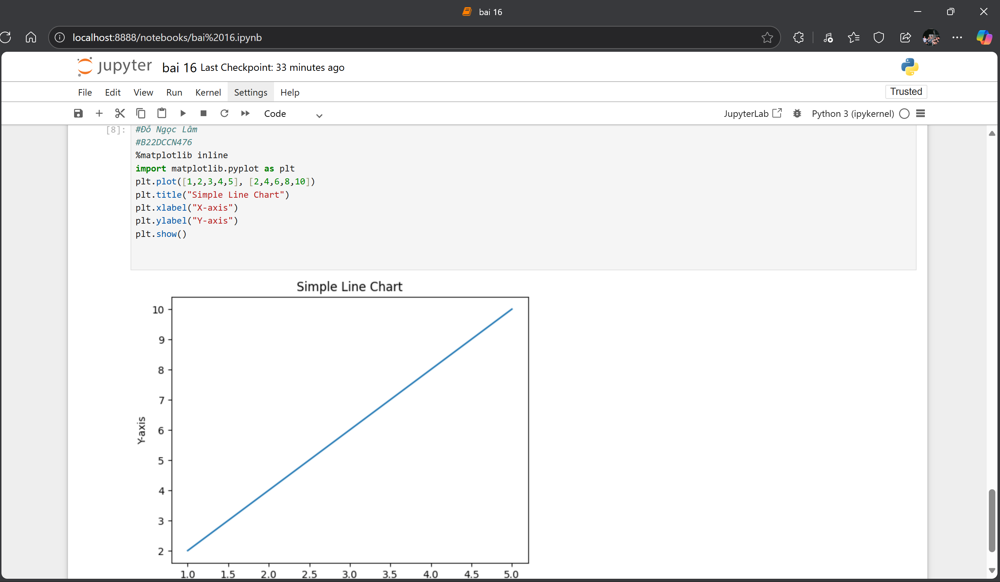 bai 16
localhost:8888/notebooks/bai%2016.ipynb
jupyter bai 16 Last Checkpoint: 33 minutes ago
File Edit View Run Kernel Settings Help Trusted
Code JupyterLab Python 3 (ipykernel)
[8]: #Đỗ Ngọc Lâm
#B22DCCN476
%matplotlib inline
import matplotlib.pyplot as plt
plt.plot([1,2,3,4,5], [2,4,6,8,10])
plt.title("Simple Line Chart")
plt.xlabel("X-axis")
plt.ylabel("Y-axis")
plt.show()
Simple Line Chart
10
9
8
7
6
5
4
3
2
Y-axis
1.0 1.5 2.0 2.5 3.0 3.5 4.0 4.5 5.0